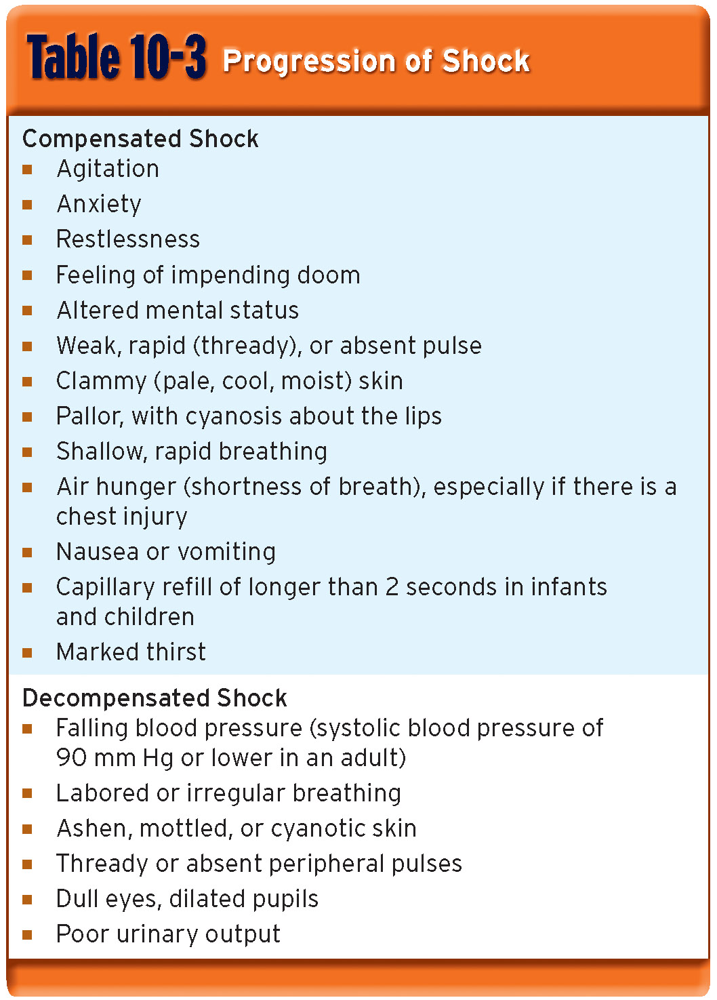 Table 10-3 Progression of Shock
Compensated Shock
■ Agitation
■ Anxiety
■ Restlessness
■ Feeling of impending doom
■ Altered mental status
■ Weak, rapid (thready), or absent pulse
■ Clammy (pale, cool, moist) skin
■ Pallor, with cyanosis about the lips
■ Shallow, rapid breathing
■ Air hunger (shortness of breath), especially if there is a
chest injury
■ Nausea or vomiting
■ Capillary refill of longer than 2 seconds in infants
and children
■ Marked thirst
Decompensated Shock
■ Falling blood pressure (systolic blood pressure of
90 mm Hg or lower in an adult)
■ Labored or irregular breathing
■ Ashen, mottled, or cyanotic skin
■ Thready or absent peripheral pulses
■ Dull eyes, dilated pupils
■ Poor urinary output